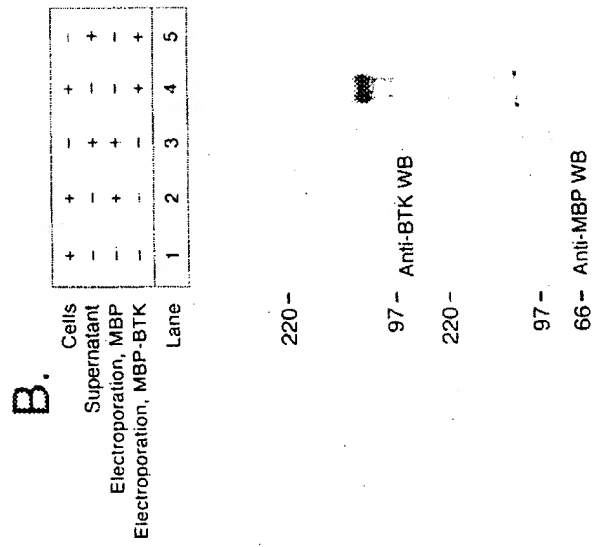 B.
Cells + + − − + −
Supernatant − − + − +
Electroporation, MBP − + + − −
Electroporation, MBP-BTK − − − + +
Lane 1 2 3 4 5
220-
97- Anti-BTK WB
220-
97-
66- Anti-MBP WB